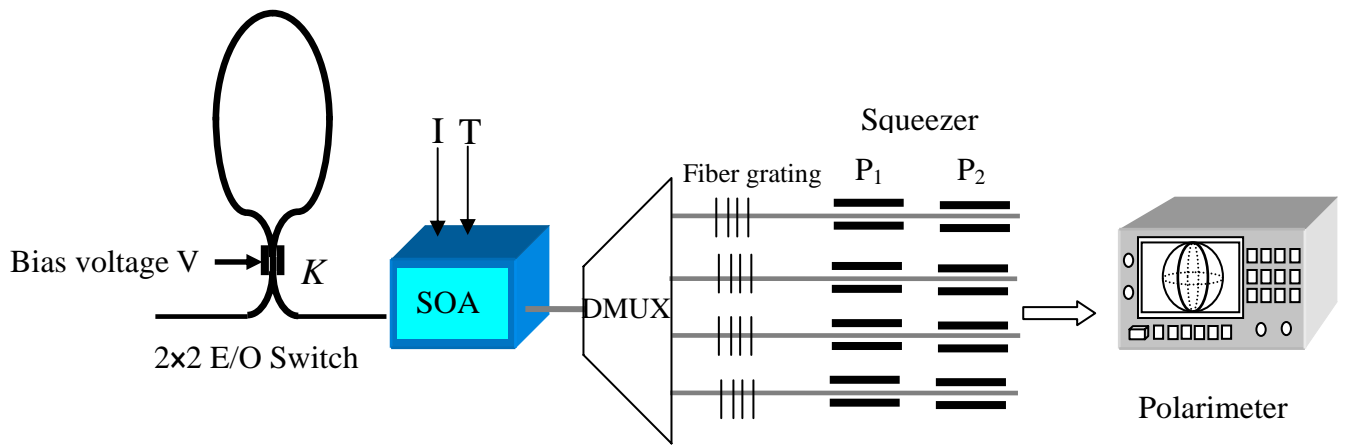 I T
Squeezer
Fiber grating P₁ P₂
Bias voltage V K
SOA
DMUX
2×2 E/O Switch
Polarimeter